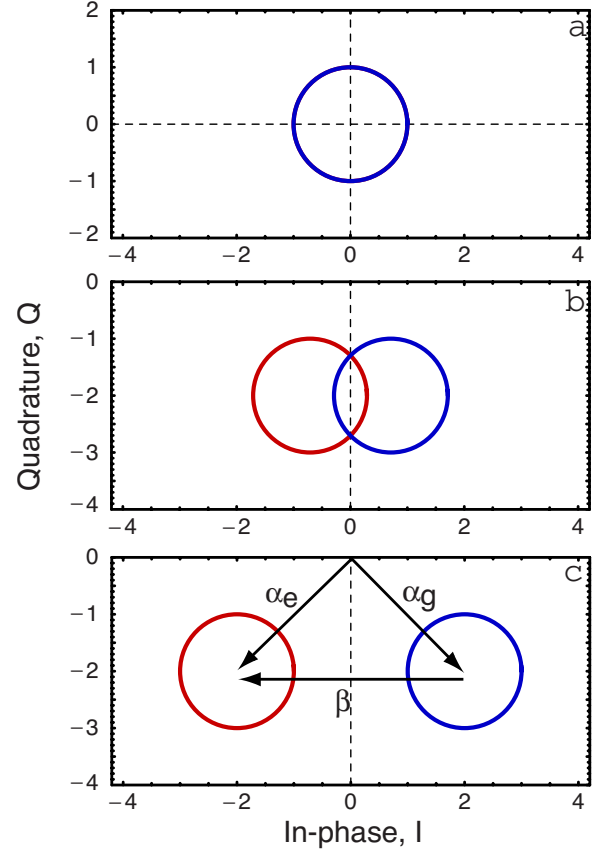 a
2
1
0
−1
−2
−4 −2 0 2 4
b
0
−1
−2
−3
−4
−4 −2 0 2 4
c
0
−1
−2
−3
−4
αe αg
β
−4 −2 0 2 4
Quadrature, Q
In-phase, I